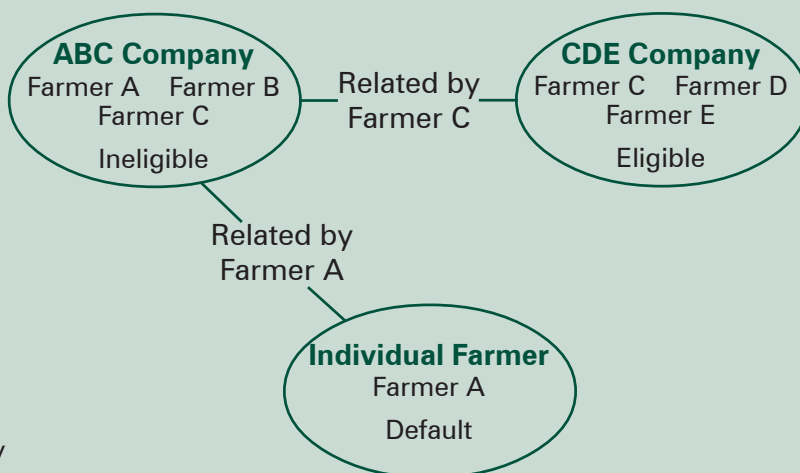 ABC Company
Farmer A Farmer B
Farmer C
Ineligible
Related by
Farmer C
CDE Company
Farmer C Farmer D
Farmer E
Eligible
Related by
Farmer A
Individual Farmer
Farmer A
Default